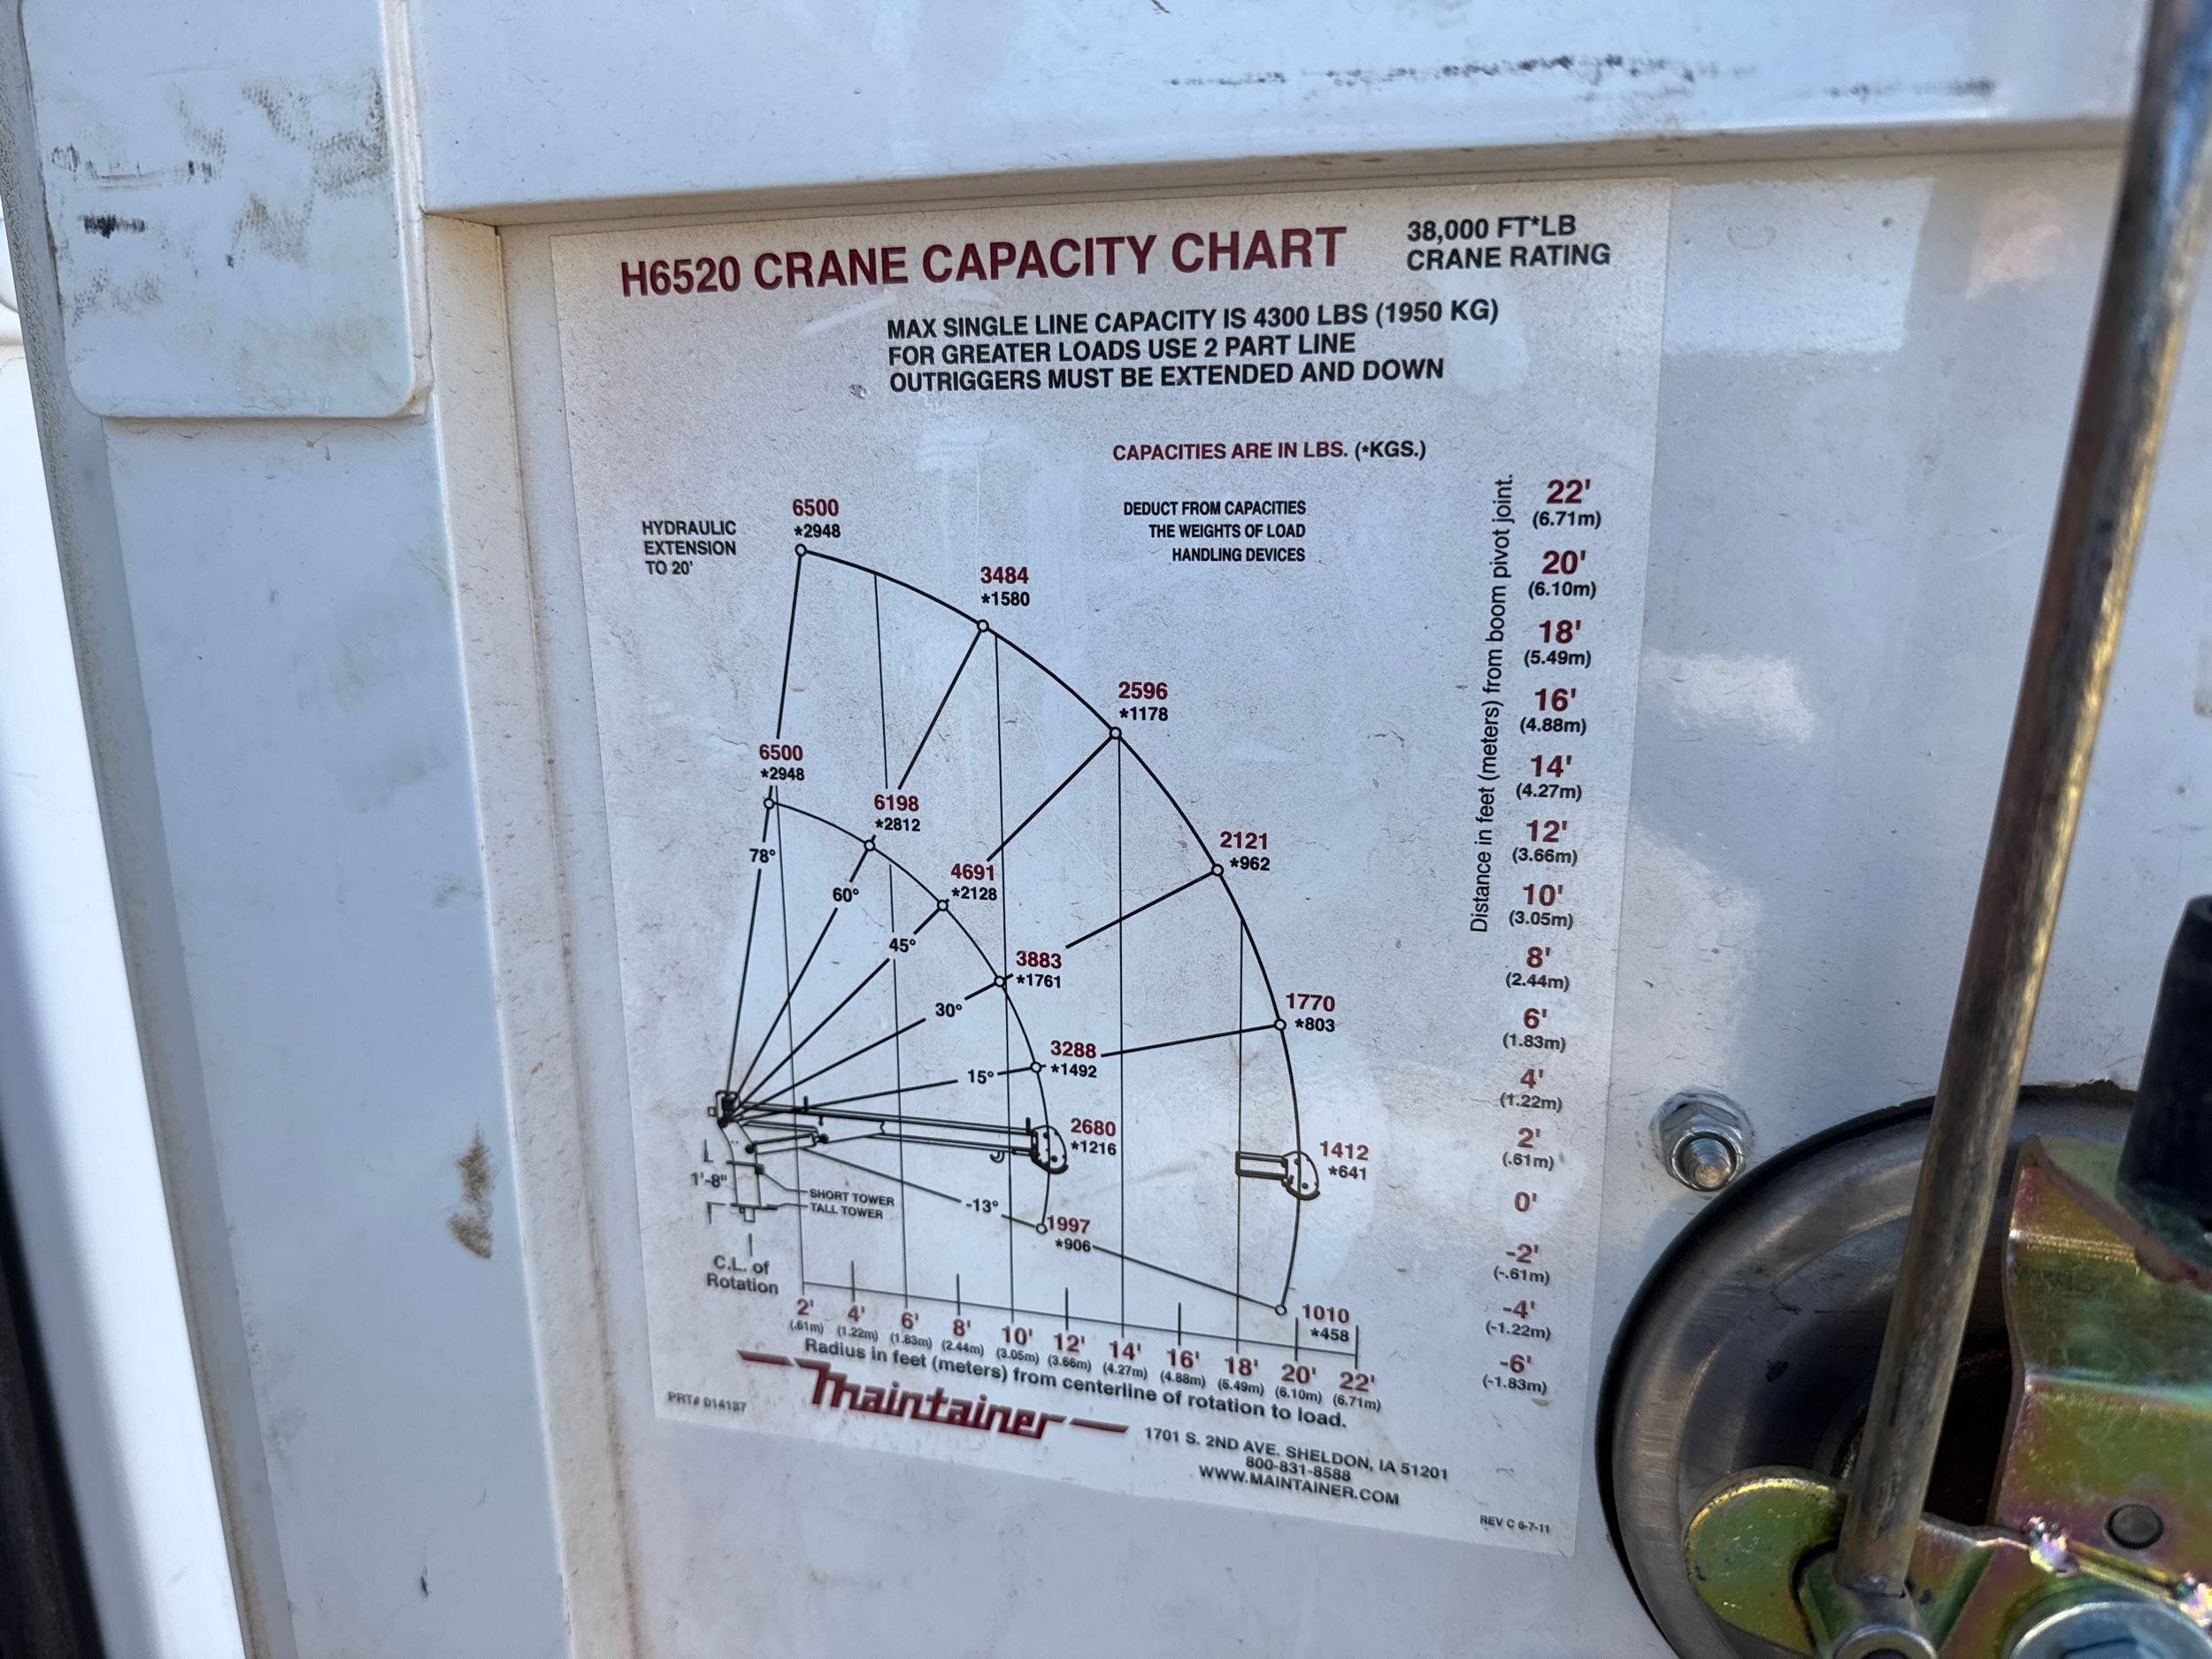 H6520 CRANE CAPACITY CHART
38,000 FT*LB
CRANE RATING
MAX SINGLE LINE CAPACITY IS 4300 LBS (1950 KG)
FOR GREATER LOADS USE 2 PART LINE
OUTRIGGERS MUST BE EXTENDED AND DOWN
CAPACITIES ARE IN LBS. (*KGS.)
HYDRAULIC
EXTENSION
TO 20'
DEDUCT FROM CAPACITIES
THE WEIGHTS OF LOAD
HANDLING DEVICES
6500
*2948
3484
*1580
2596
*1178
2121
*962
1770
*803
1412
*641
1010
*458
6500
*2948
6198
*2812
4691
*2128
3883
*1761
3288
*1492
2680
*1216
1997
*906
78°
60°
45°
30°
15°
-13°
1'-8"
SHORT TOWER
TALL TOWER
C.L. of
Rotation
Distance in feet (meters) from boom pivot joint.
22'
(6.71m)
20'
(6.10m)
18'
(5.49m)
16'
(4.88m)
14'
(4.27m)
12'
(3.66m)
10'
(3.05m)
8'
(2.44m)
6'
(1.83m)
4'
(1.22m)
2'
(.61m)
0'
-2'
(-.61m)
-4'
(-1.22m)
-6'
(-1.83m)
2' 4' 6' 8' 10' 12' 14' 16' 18' 20' 22'
(.61m) (1.22m) (1.83m) (2.44m) (3.05m) (3.66m) (4.27m) (4.88m) (5.49m) (6.10m) (6.71m)
Radius in feet (meters) from centerline of rotation to load.
PRT# 014137
Maintainer
1701 S. 2ND AVE. SHELDON, IA 51201
800-831-8588
WWW.MAINTAINER.COM
REV C 6-7-11